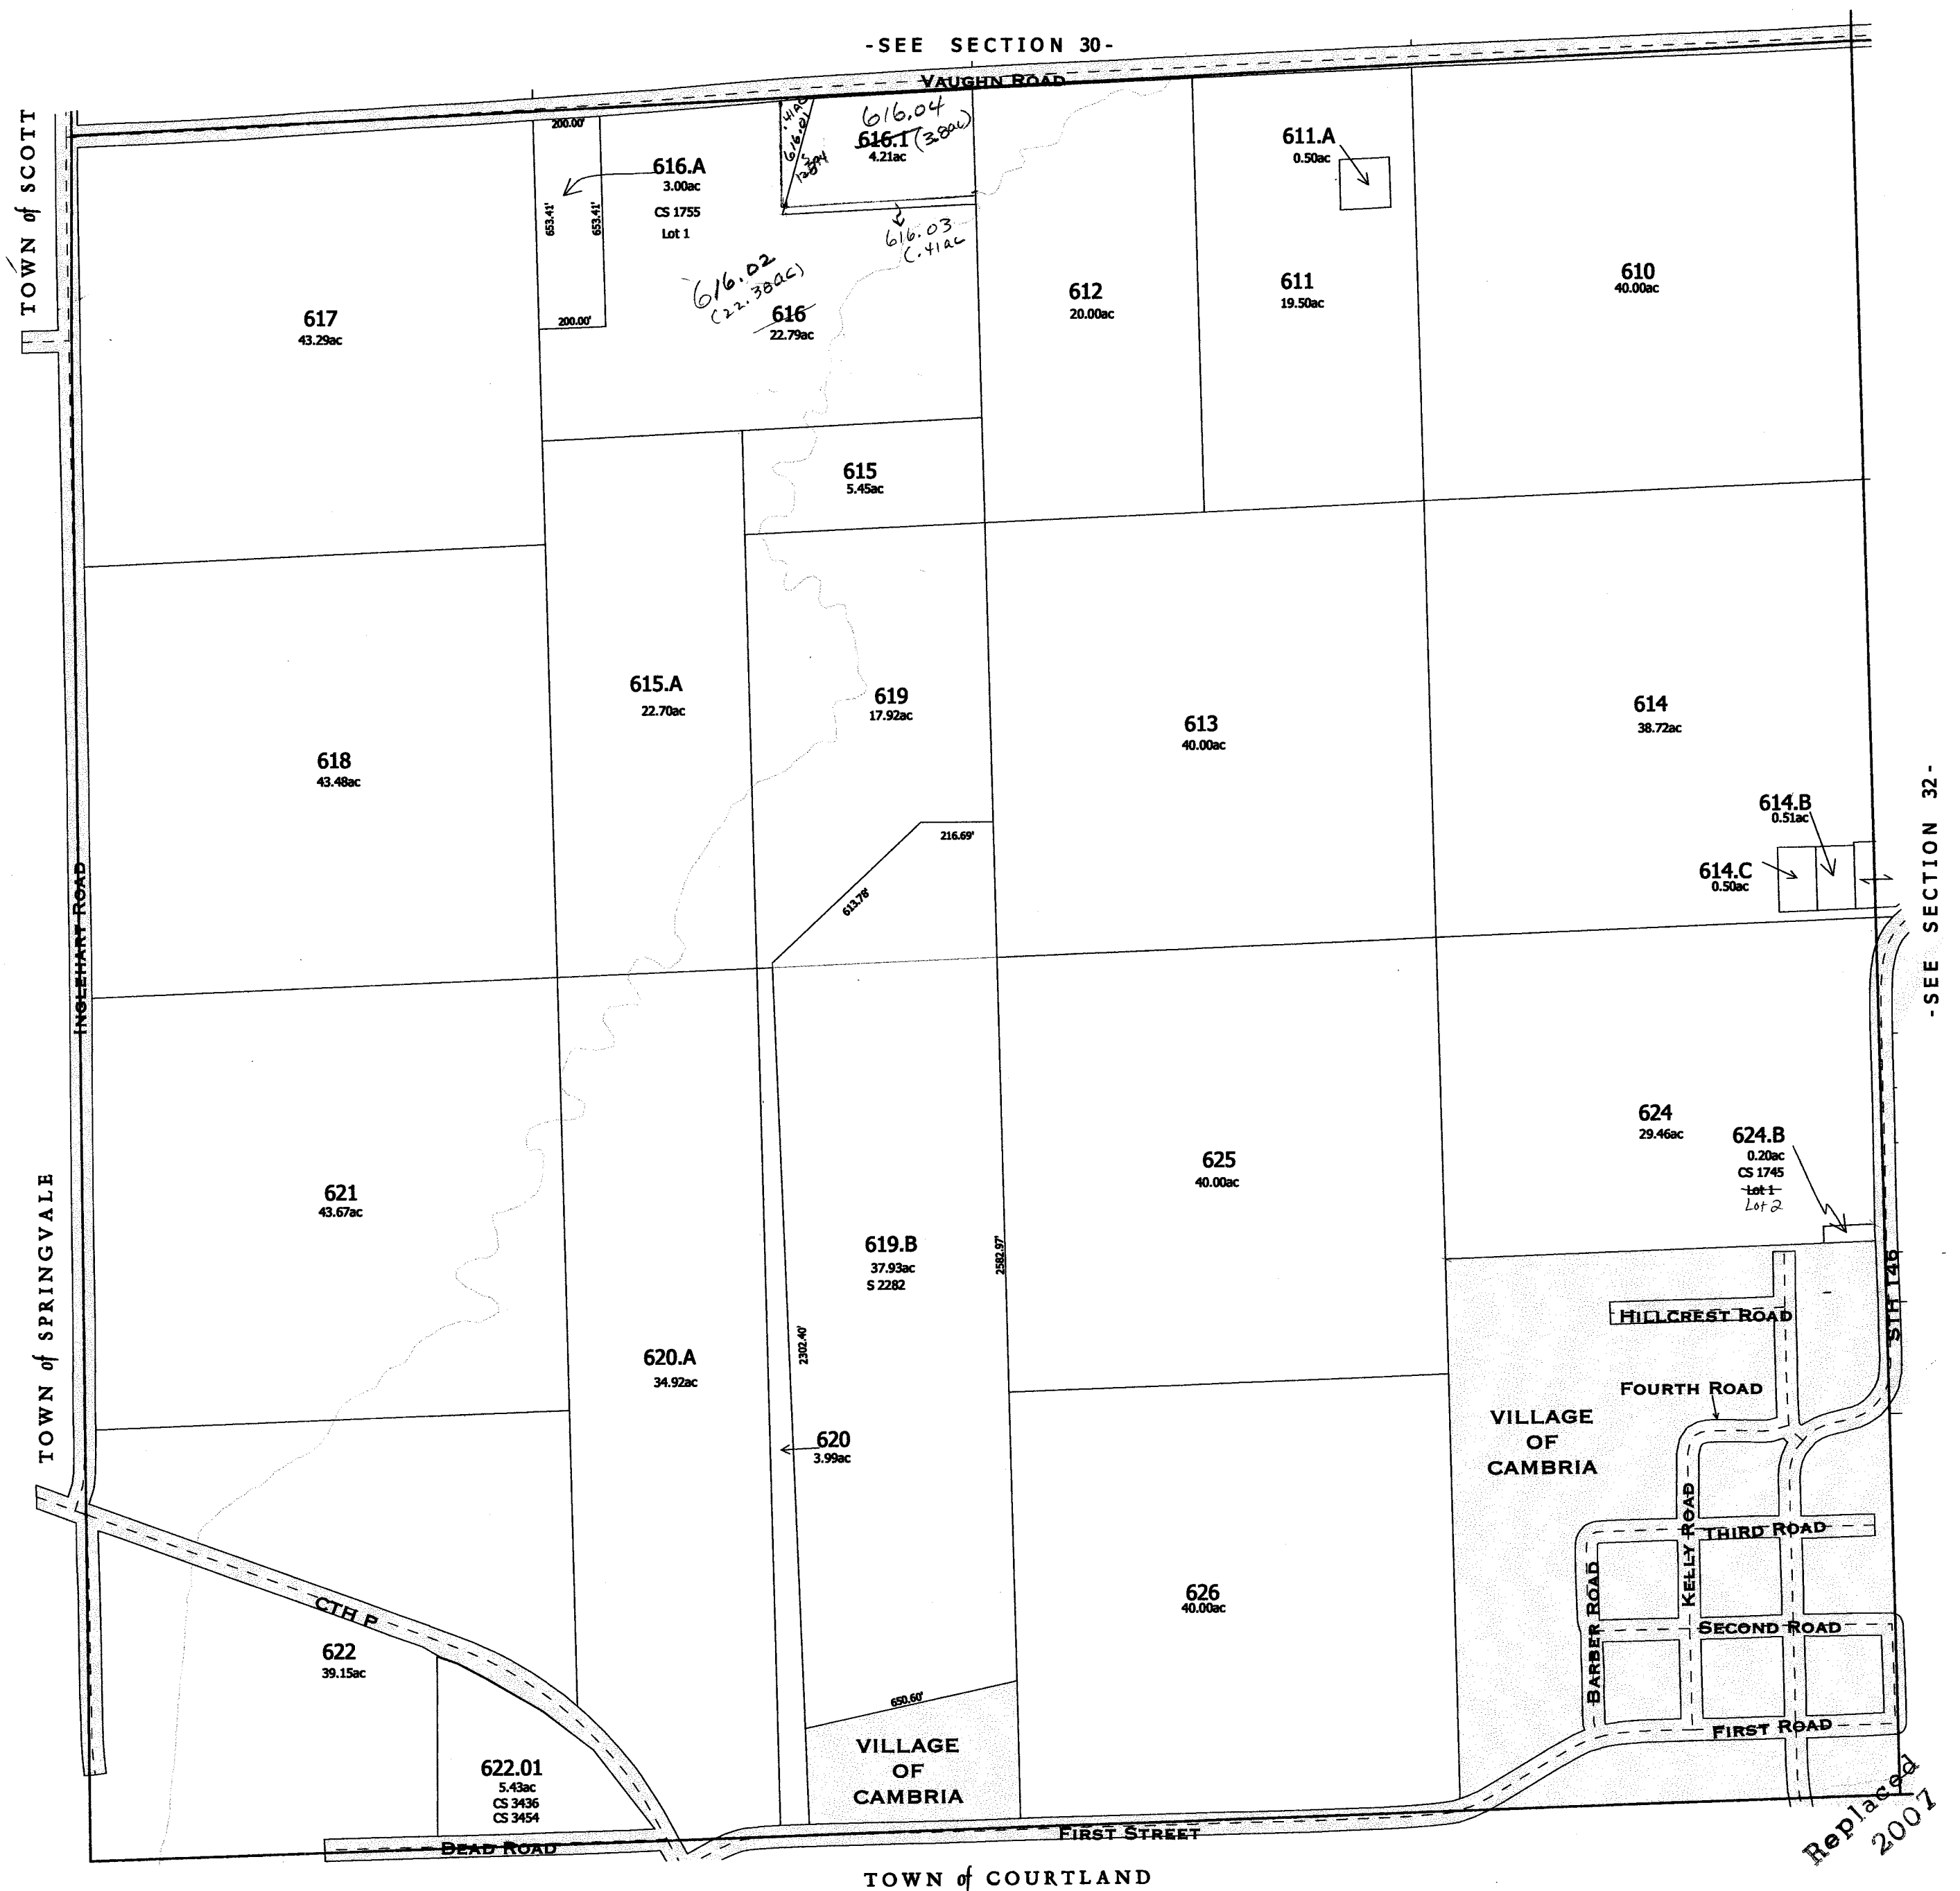 -SEE SECTION 30-
VAUGHN ROAD
TOWN of SCOTT
200.00'
616.A
3.00ac
CS 1755
Lot 1
653.41'
653.41'
200.00'
.41ac
616.01
616.04
616.1 (3.8ac)
4.21ac
616.03
(.41ac
616.02
(22.38ac)
616
22.79ac
611.A
0.50ac
617
43.29ac
612
20.00ac
611
19.50ac
610
40.00ac
615
5.45ac
615.A
22.70ac
619
17.92ac
613
40.00ac
614
38.72ac
618
43.48ac
614.B
0.51ac
614.C
0.50ac
216.69'
613.78'
-SEE SECTION 32-
INGLEHART ROAD
621
43.67ac
625
40.00ac
624
29.46ac
624.B
0.20ac
CS 1745
Lot 1
Lot 2
619.B
37.93ac
S 2282
2582.97'
2302.40'
620.A
34.92ac
620
3.99ac
TOWN of SPRINGVALE
STH 146
HILLCREST ROAD
FOURTH ROAD
VILLAGE
OF
CAMBRIA
KELLY ROAD
THIRD ROAD
BARBER ROAD
SECOND ROAD
FIRST ROAD
626
40.00ac
CTH P
622
39.15ac
622.01
5.43ac
CS 3436
CS 3454
650.60'
VILLAGE
OF
CAMBRIA
BEAD ROAD
FIRST STREET
TOWN of COURTLAND
Replaced
2007